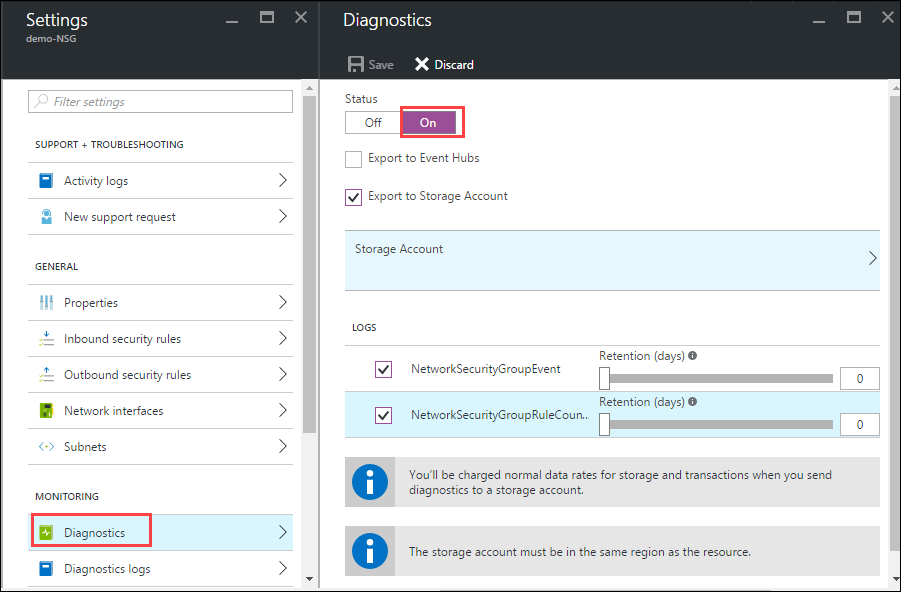 Settings
demo-NSG
Filter settings
SUPPORT + TROUBLESHOOTING
Activity logs
New support request
GENERAL
Properties
Inbound security rules
Outbound security rules
Network interfaces
Subnets
MONITORING
Diagnostics
Diagnostics logs
Diagnostics
Save
Discard
Status
Off
On
Export to Event Hubs
Export to Storage Account
Storage Account
LOGS
NetworkSecurityGroupEvent
Retention (days)
0
NetworkSecurityGroupRuleCoun..
Retention (days)
0
You'll be charged normal data rates for storage and transactions when you send
diagnostics to a storage account.
The storage account must be in the same region as the resource.